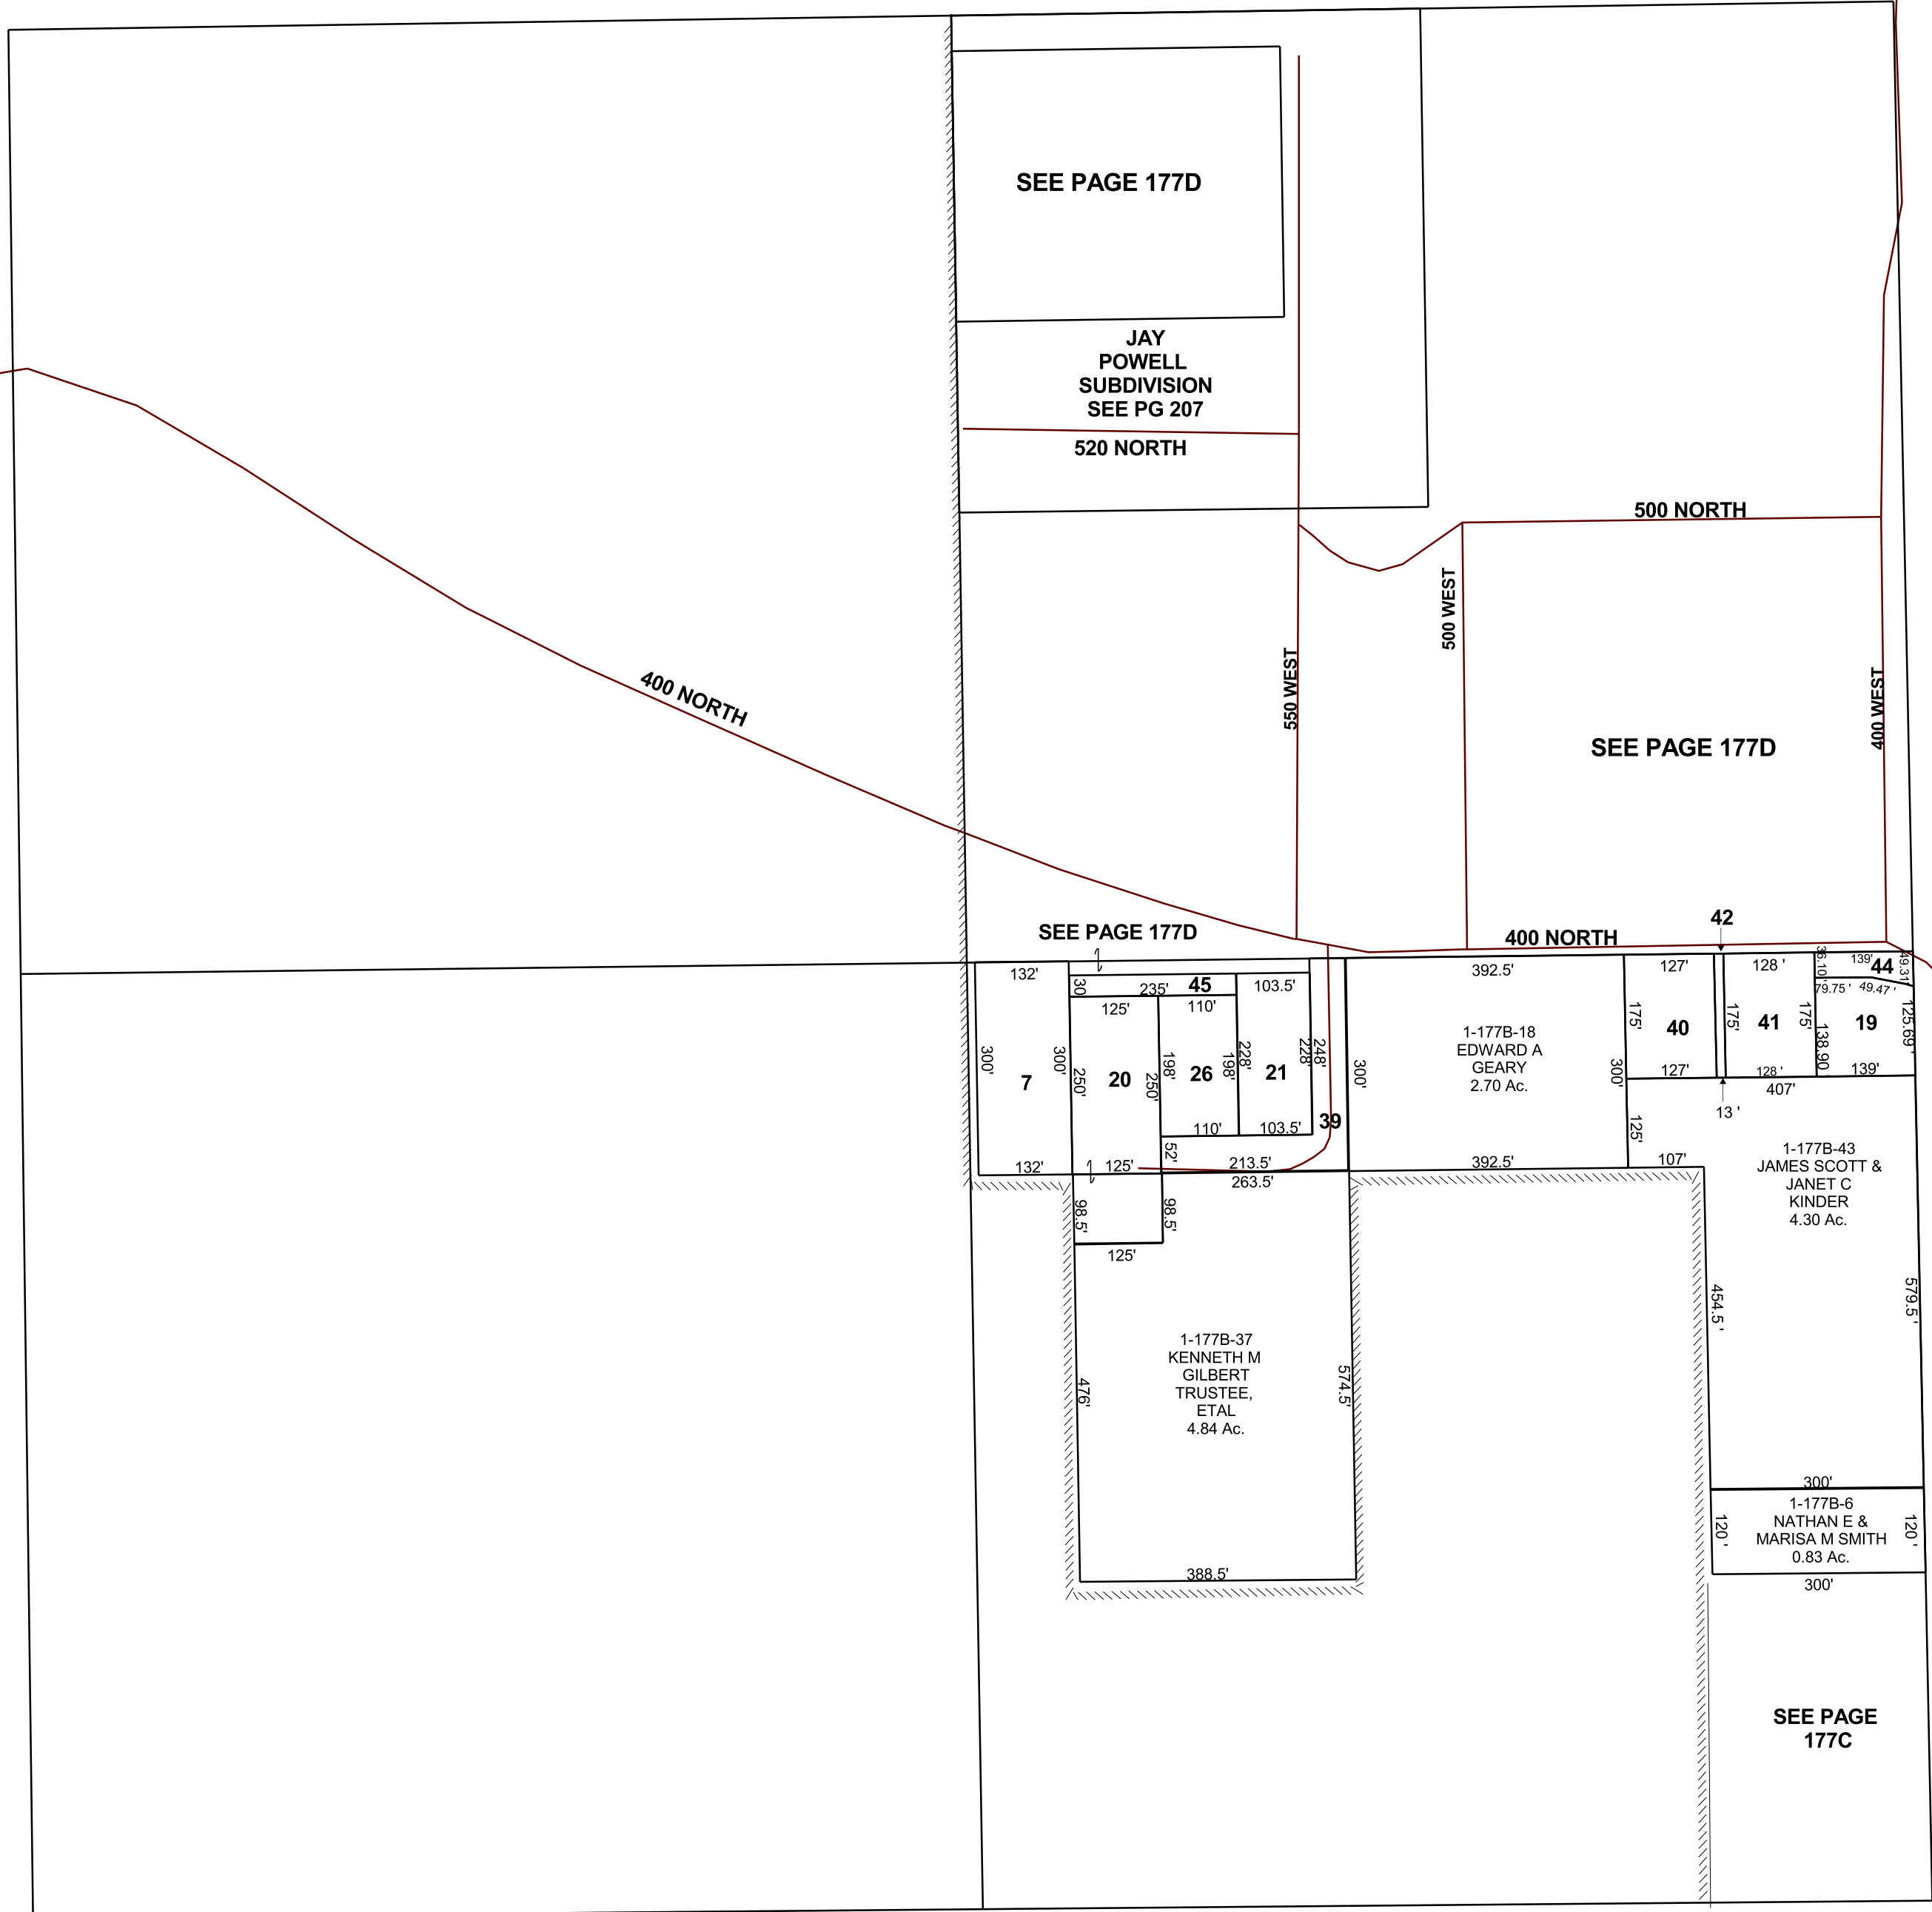 SEE PAGE 177D
JAY
POWELL
SUBDIVISION
SEE PG 207
520 NORTH
500 NORTH
500 WEST
550 WEST
400 WEST
400 NORTH
SEE PAGE 177D
SEE PAGE 177D
400 NORTH
42
132'
30'
235'
45
103.5'
392.5'
127'
128 '
36.10'
139'
44
49.31'
125'
110'
79.75 '
49.47 '
300'
300'
7
250'
20
250'
198'
26
198'
228'
21
228'
248'
39
300'
1-177B-18
EDWARD A
GEARY
2.70 Ac.
300'
175'
40
175'
41
175'
138.90 '
19
125.69 '
127'
128 '
139'
407'
13 '
110'
103.5'
52'
125'
132'
125'
213.5'
263.5'
392.5'
107'
98.5'
98.5'
125'
1-177B-43
JAMES SCOTT &
JANET C
KINDER
4.30 Ac.
454.5 '
579.5 '
1-177B-37
KENNETH M
GILBERT
TRUSTEE,
ETAL
4.84 Ac.
476'
574.5'
388.5'
300'
1-177B-6
NATHAN E &
MARISA M SMITH
0.83 Ac.
120 '
120 '
300'
SEE PAGE
177C